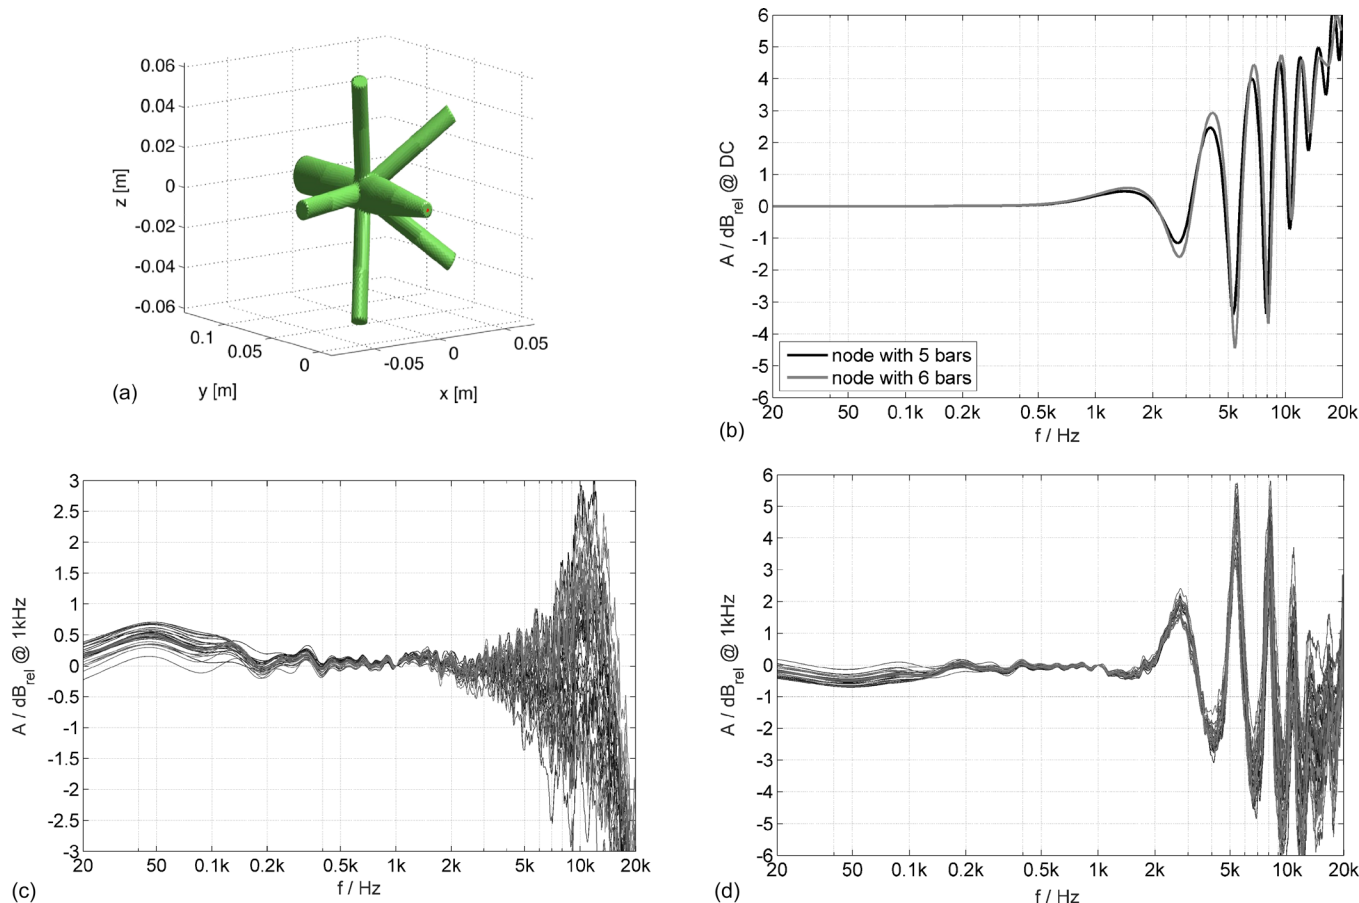 0.06
0.04
0.02
0
-0.02
-0.04
-0.06
z [m]
0.1
0.05
0
y [m]
-0.05
0
0.05
x [m]
(a)
6
5
4
3
2
1
0
-1
-2
-3
-4
-5
-6
A / dBrel @ DC
node with 5 bars
node with 6 bars
20 50 0.1k 0.2k 0.5k 1k 2k 5k 10k 20k
f / Hz
(b)
3
2.5
2
1.5
1
0.5
0
-0.5
-1
-1.5
-2
-2.5
-3
A / dBrel @ 1kHz
20 50 0.1k 0.2k 0.5k 1k 2k 5k 10k 20k
f / Hz
(c)
6
5
4
3
2
1
0
-1
-2
-3
-4
-5
-6
A / dBrel @ 1kHz
20 50 0.1k 0.2k 0.5k 1k 2k 5k 10k 20k
f / Hz
(d)